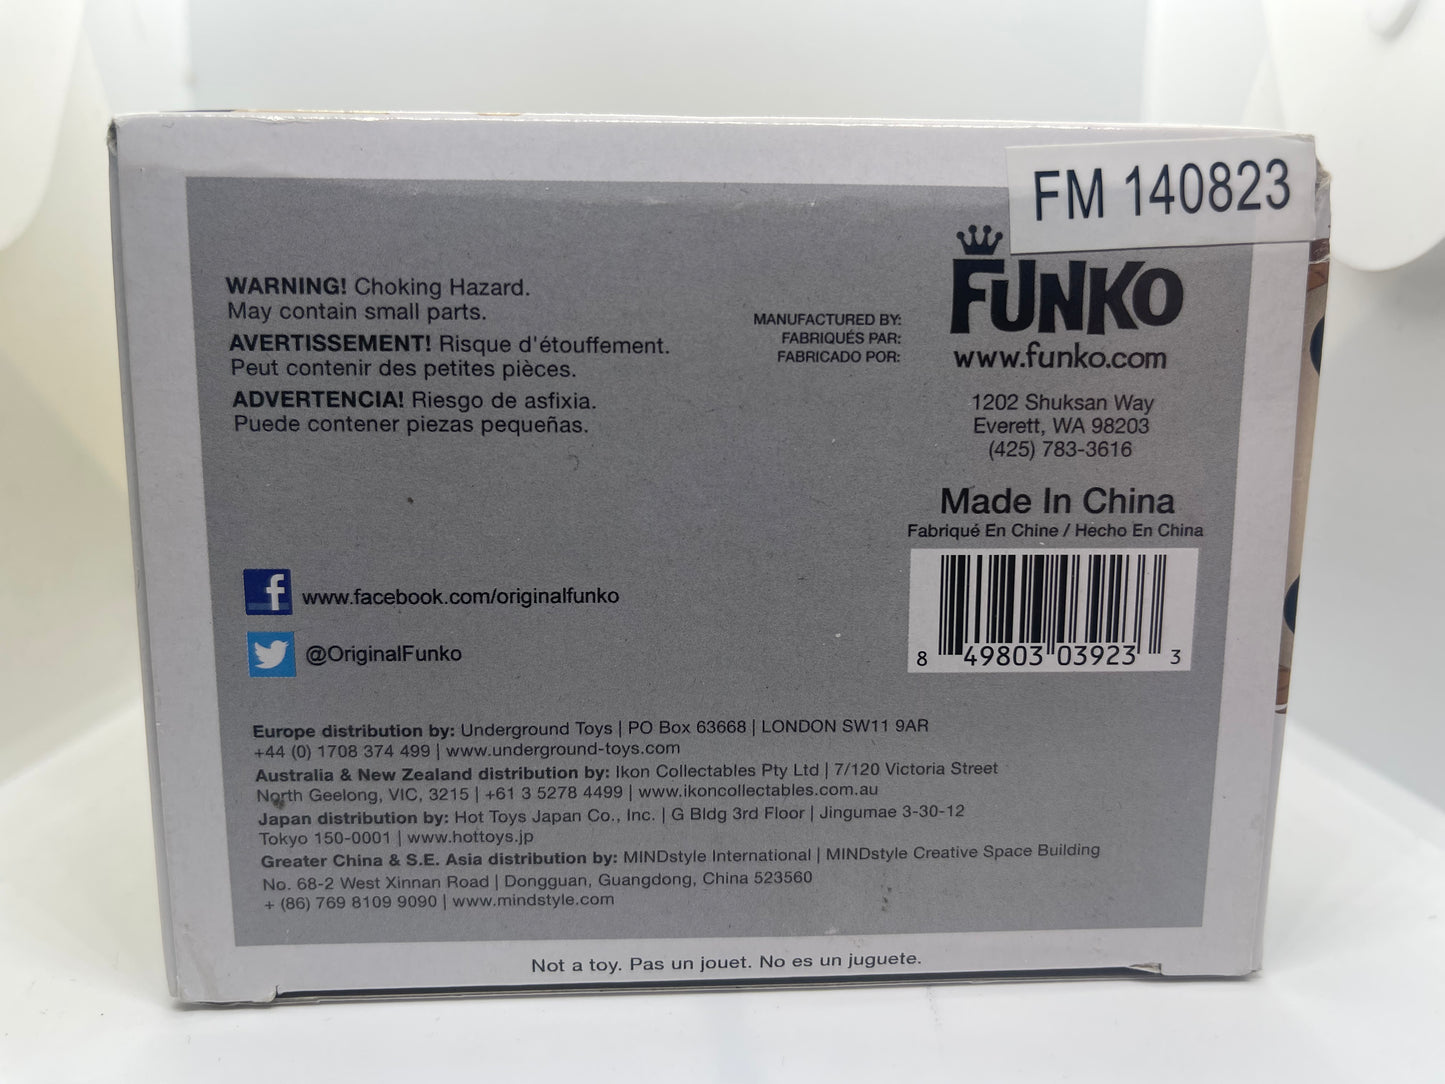 FM 140823
WARNING! Choking Hazard.
May contain small parts.
AVERTISSEMENT! Risque d'étouffement.
Peut contenir des petites pièces.
ADVERTENCIA! Riesgo de asfixia.
Puede contener piezas pequeñas.
MANUFACTURED BY:
FABRIQUÉS PAR:
FABRICADO POR:
FUNKO
www.funko.com
1202 Shuksan Way
Everett, WA 98203
(425) 783-3616
Made In China
Fabriqué En Chine / Hecho En China
8 49803 03923 3
f www.facebook.com/originalfunko
@OriginalFunko
Europe distribution by: Underground Toys | PO Box 63668 | LONDON SW11 9AR
+44 (0) 1708 374 499 | www.underground-toys.com
Australia & New Zealand distribution by: Ikon Collectables Pty Ltd | 7/120 Victoria Street
North Geelong, VIC, 3215 | +61 3 5278 4499 | www.ikoncollectables.com.au
Japan distribution by: Hot Toys Japan Co., Inc. | G Bldg 3rd Floor | Jingumae 3-30-12
Tokyo 150-0001 | www.hottoys.jp
Greater China & S.E. Asia distribution by: MINDstyle International | MINDstyle Creative Space Building
No. 68-2 West Xinnan Road | Dongguan, Guangdong, China 523560
+ (86) 769 8109 9090 | www.mindstyle.com
Not a toy. Pas un jouet. No es un juguete.